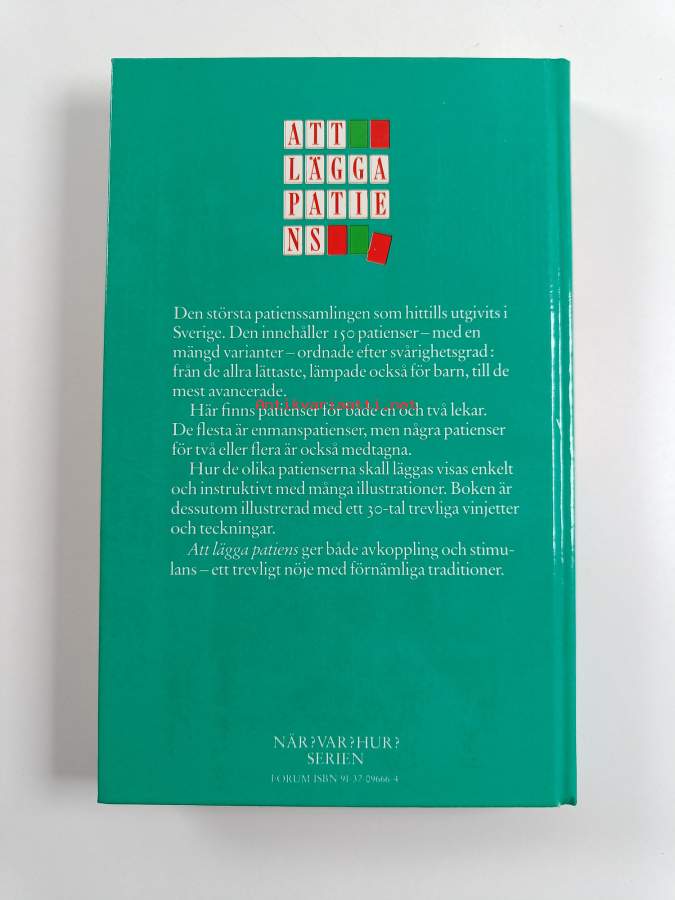 ATT
LÄGGA
PATIE
NS
Den största patienssamlingen som hittills utgivits i
Sverige. Den innehåller 150 patienser – med en
mängd varianter – ordnade efter svårighetsgrad:
från de allra lättaste, lämpade också för barn, till de
mest avancerade.
Antikvariaatti.net
Här finns patienser för både en och två lekar.
De flesta är enmanspatienser, men några patienser
för två eller flera är också medtagna.
Hur de olika patienserna skall läggas visas enkelt
och instruktivt med många illustrationer. Boken är
dessutom illustrerad med ett 30-tal trevliga vinjetter
och teckningar.
Att lägga patiens ger både avkoppling och stimu-
lans – ett trevligt nöje med förnämliga traditioner.
NÄR?VAR?HUR?
SERIEN
FORUM ISBN 91-37-09666-4